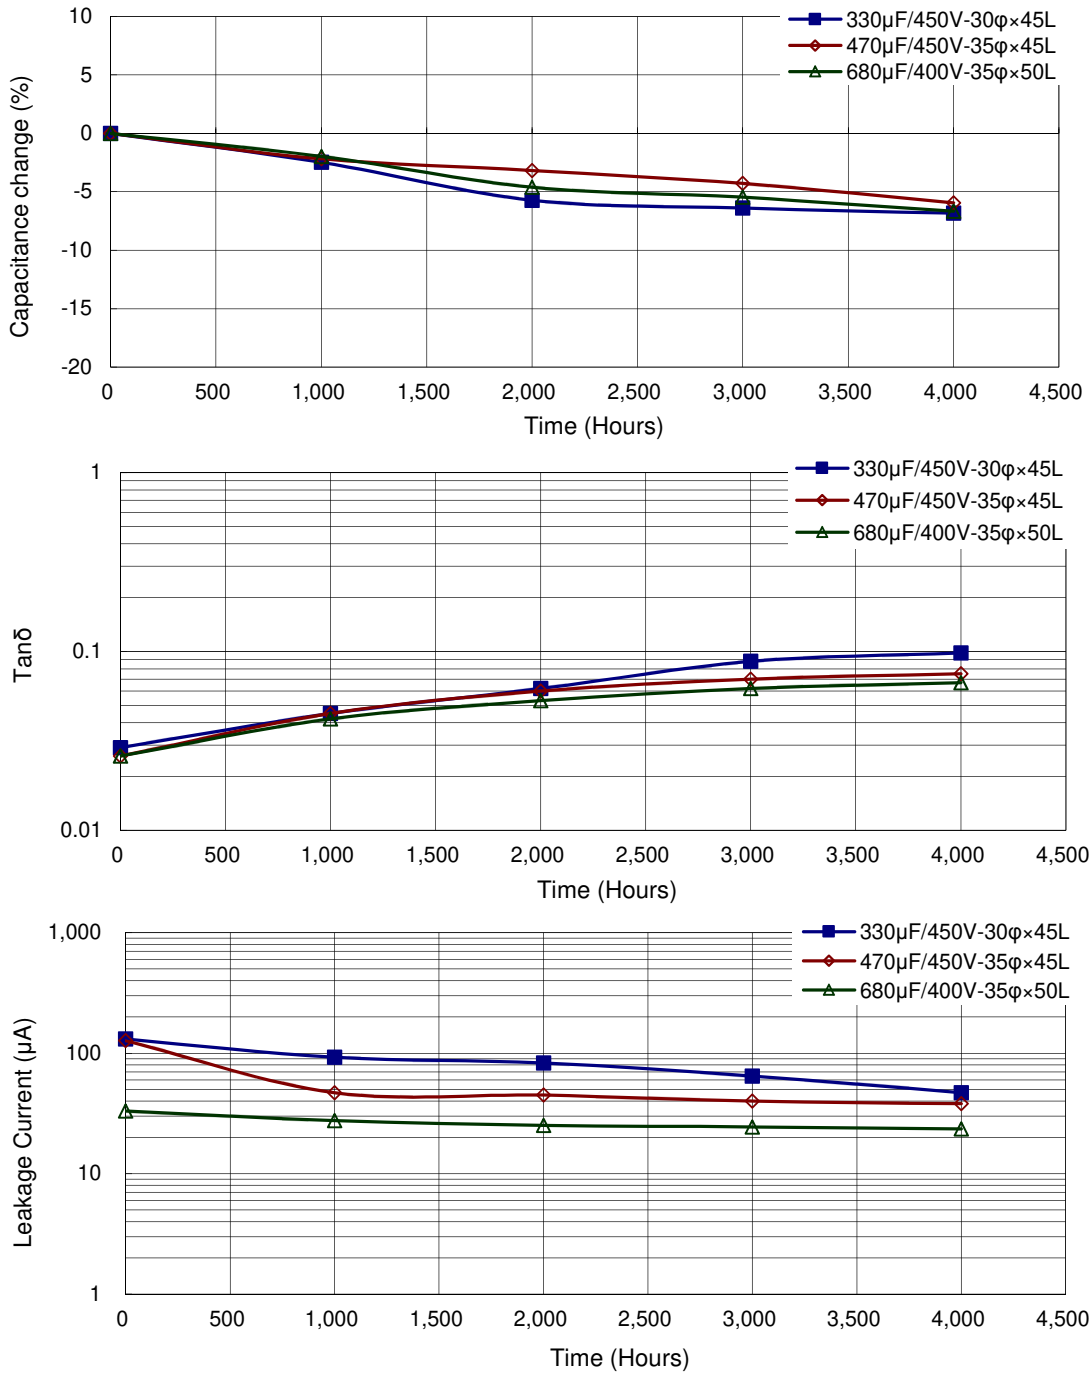 10
5
0
-5
-10
-15
-20
Capacitance change (%)
330μF/450V-30φ×45L
470μF/450V-35φ×45L
680μF/400V-35φ×50L
0 500 1,000 1,500 2,000 2,500 3,000 3,500 4,000 4,500
Time (Hours)
1
0.1
0.01
Tanδ
330μF/450V-30φ×45L
470μF/450V-35φ×45L
680μF/400V-35φ×50L
0 500 1,000 1,500 2,000 2,500 3,000 3,500 4,000 4,500
Time (Hours)
1,000
100
10
1
Leakage Current (μA)
330μF/450V-30φ×45L
470μF/450V-35φ×45L
680μF/400V-35φ×50L
0 500 1,000 1,500 2,000 2,500 3,000 3,500 4,000 4,500
Time (Hours)